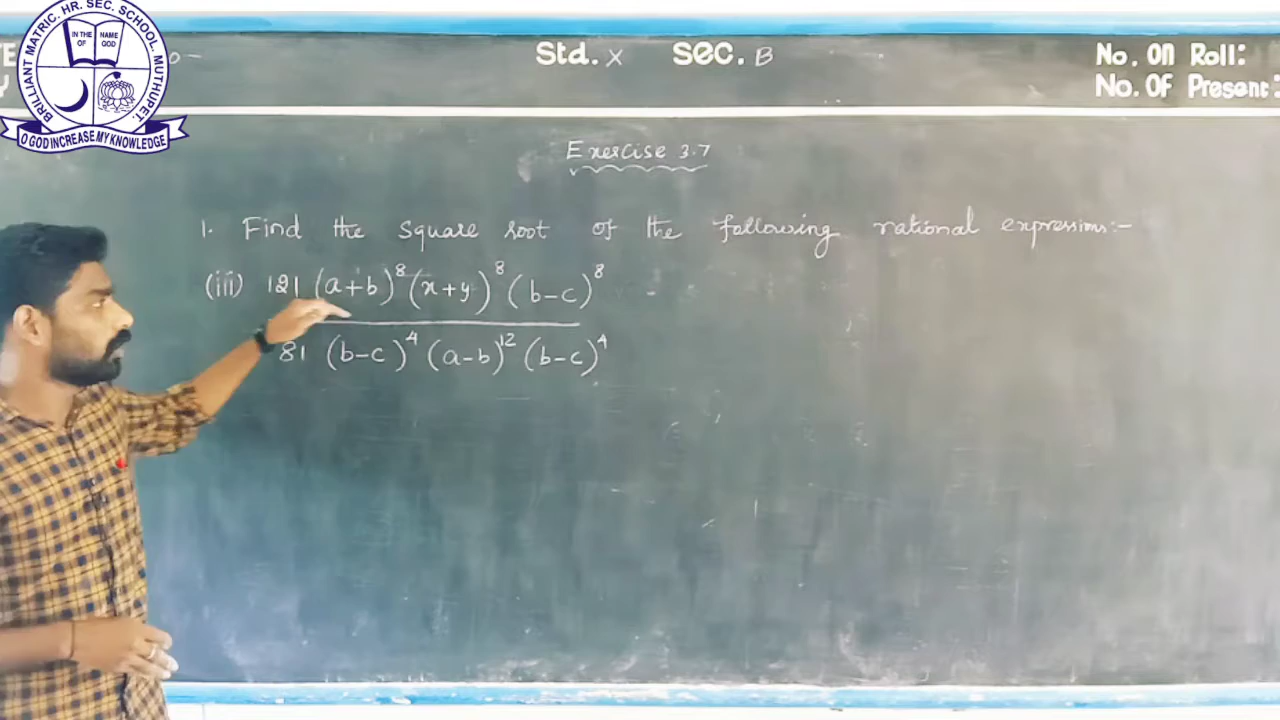 BRILLIANT MATRIC. HR. SEC. SCHOOL. MUTHUPET.
IN THE NAME
OF GOD
O GOD INCREASE MY KNOWLEDGE
Std. X Sec. B
No. On Roll:
No. Of Present:
Exercise 3.7
1. Find the square root of the following rational expressions:-
(iii) 121 (a+b)⁸ (x+y)⁸ (b-c)⁸
81 (b-c)⁴ (a-b)¹² (b-c)⁴